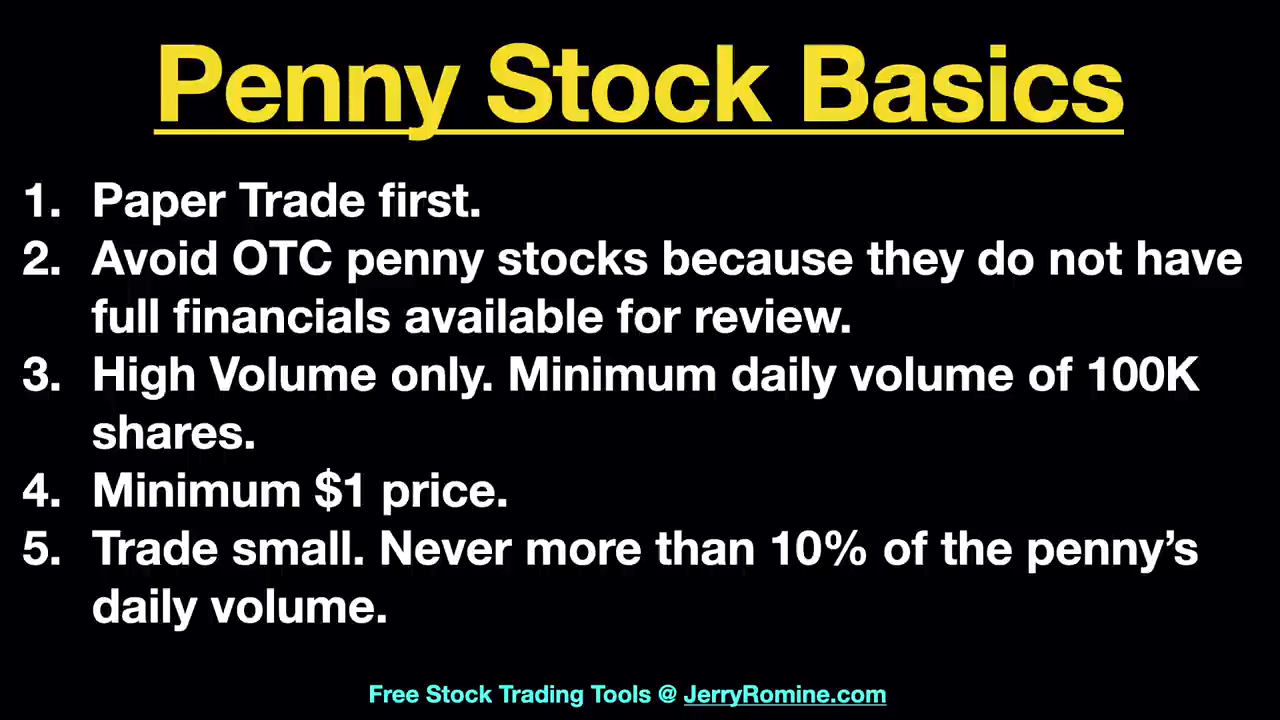 Penny Stock Basics
1. Paper Trade first.
2. Avoid OTC penny stocks because they do not have
full financials available for review.
3. High Volume only. Minimum daily volume of 100K
shares.
4. Minimum $1 price.
5. Trade small. Never more than 10% of the penny’s
daily volume.
Free Stock Trading Tools @ JerryRomine.com